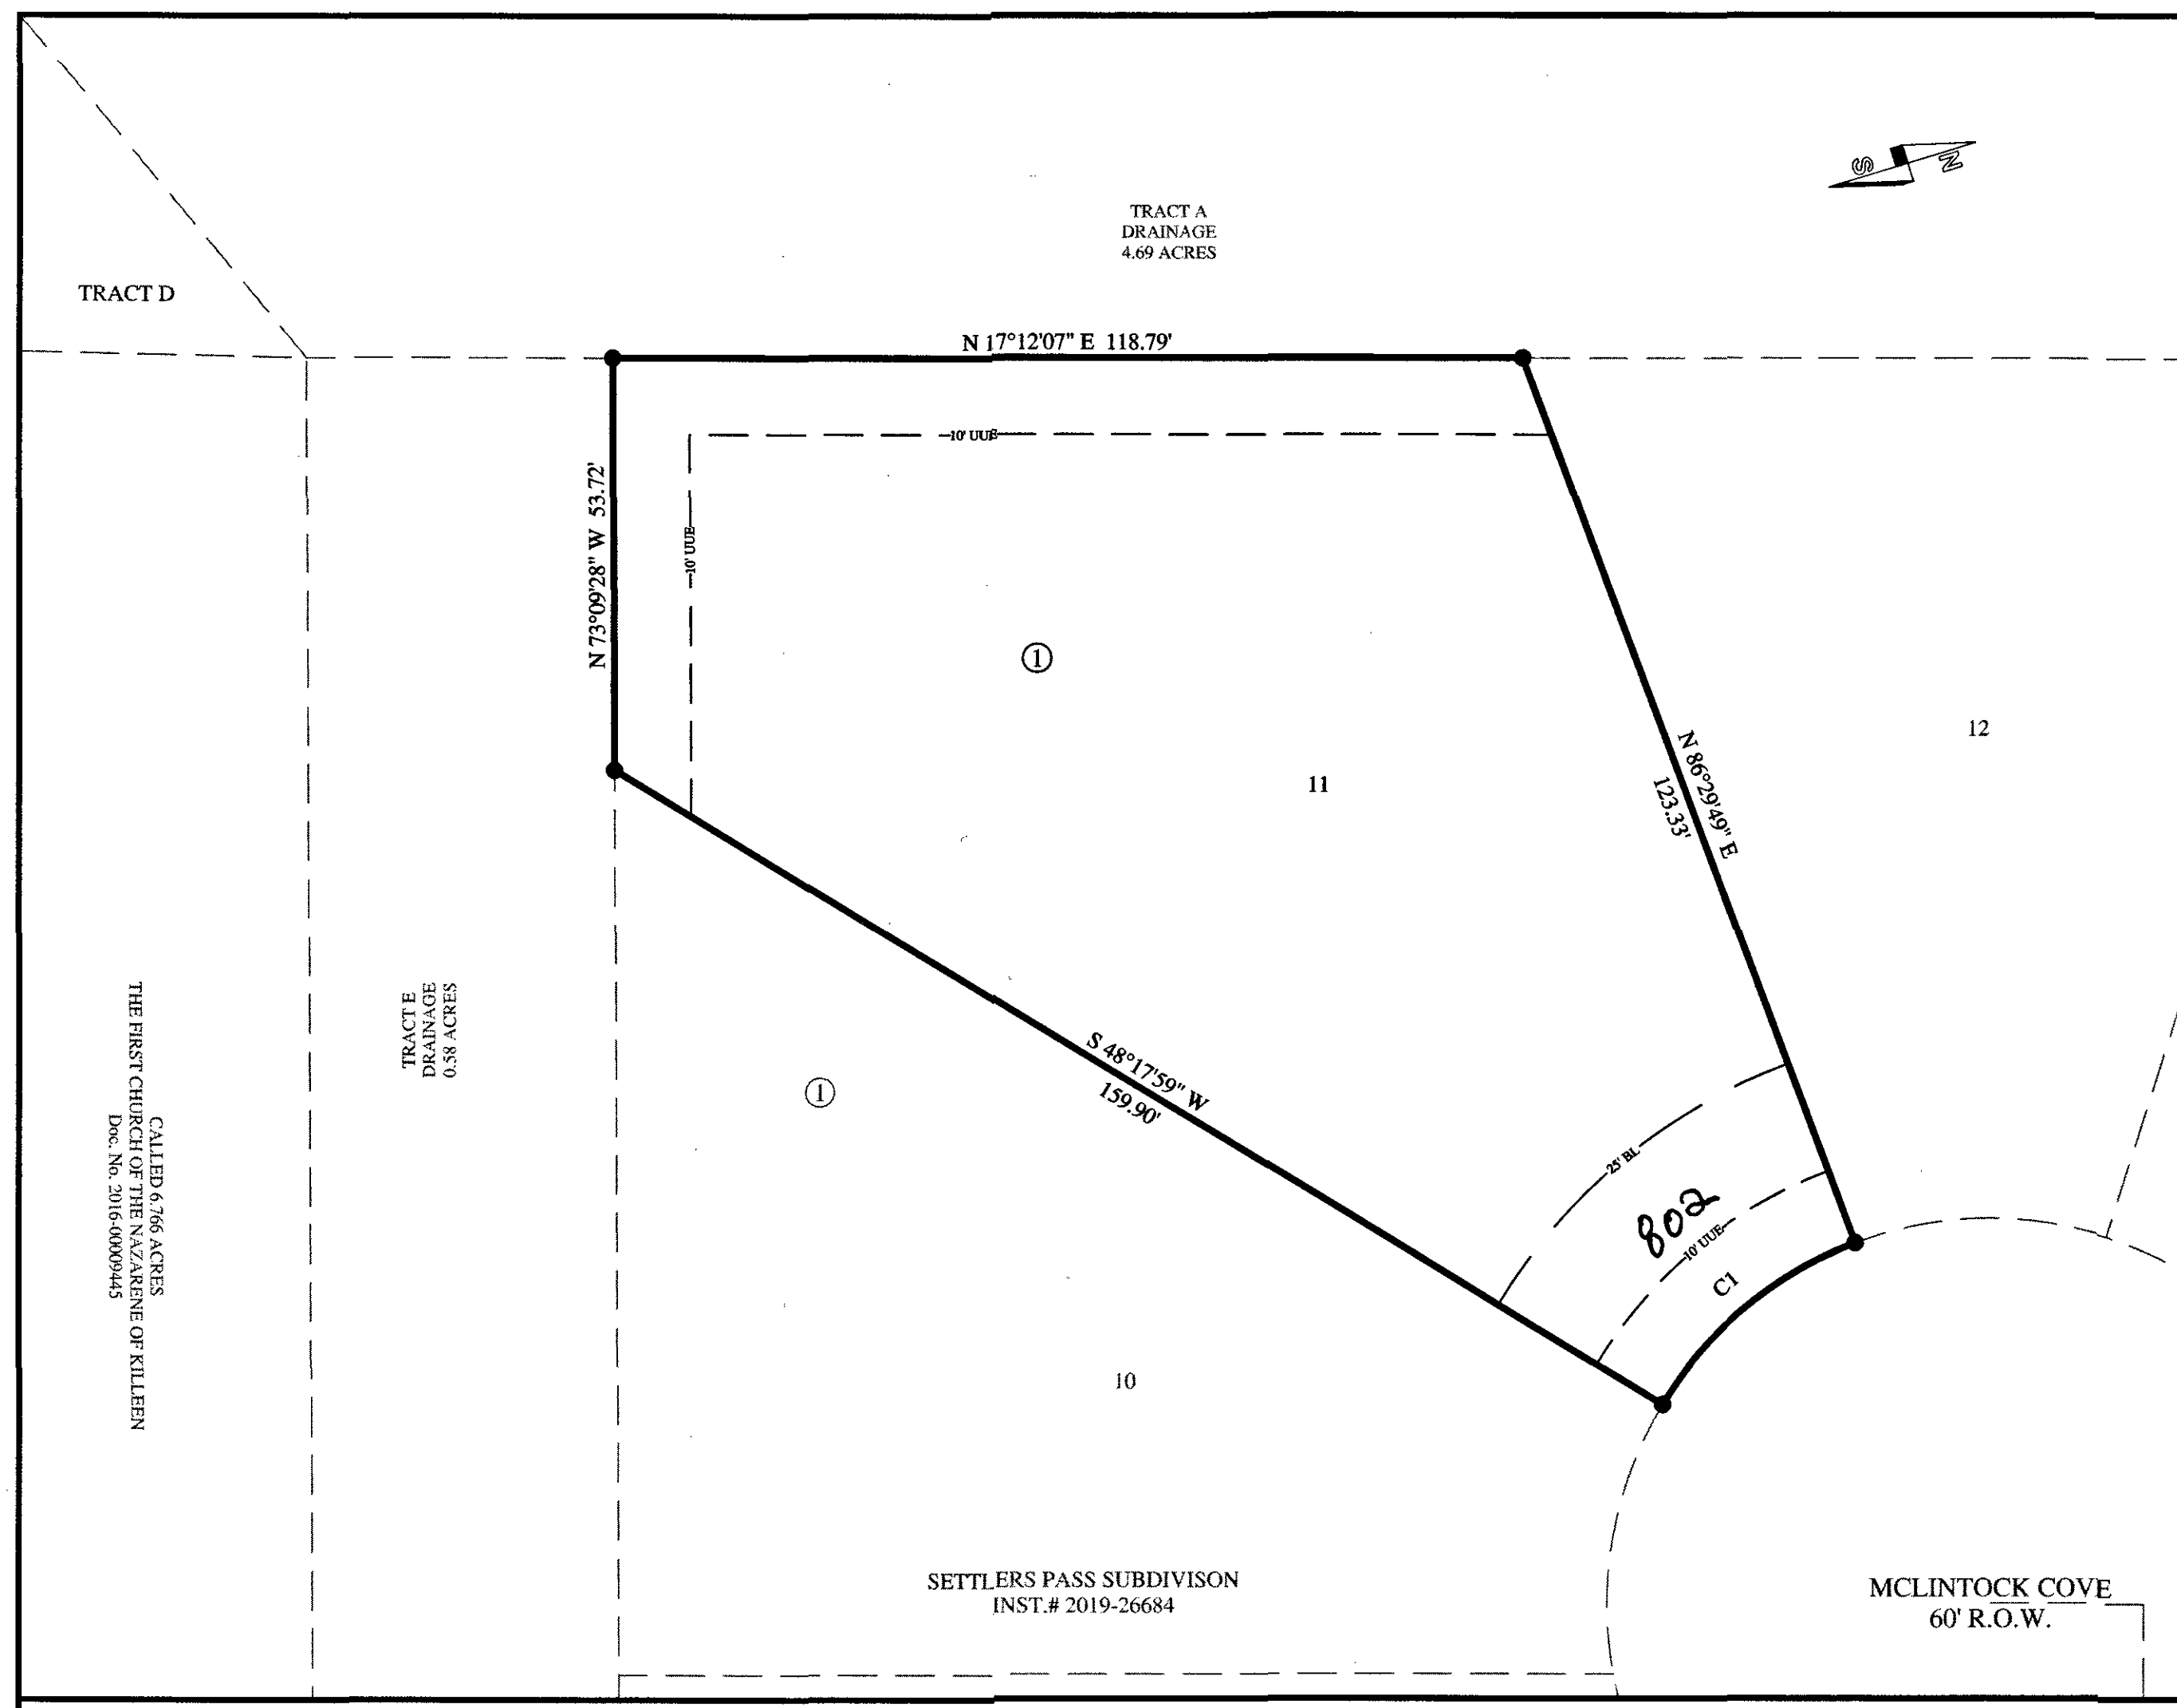 S
N
TRACT A
DRAINAGE
4.69 ACRES
TRACT D
N 17°12'07" E 118.79'
10' UUE
N 73°09'28" W 53.72'
10' UUE
1
N 86°29'49" E
123.33'
12
11
TRACT E
DRAINAGE
0.58 ACRES
CALLED 6.766 ACRES
THE FIRST CHURCH OF THE NAZARENE OF KILLEEN
Doc. No. 2016-00009445
S 48°17'59" W
159.90'
1
25' BL
802
10' UUE
C1
10
SETTLERS PASS SUBDIVISON
INST.# 2019-26684
MCLINTOCK COVE
60' R.O.W.